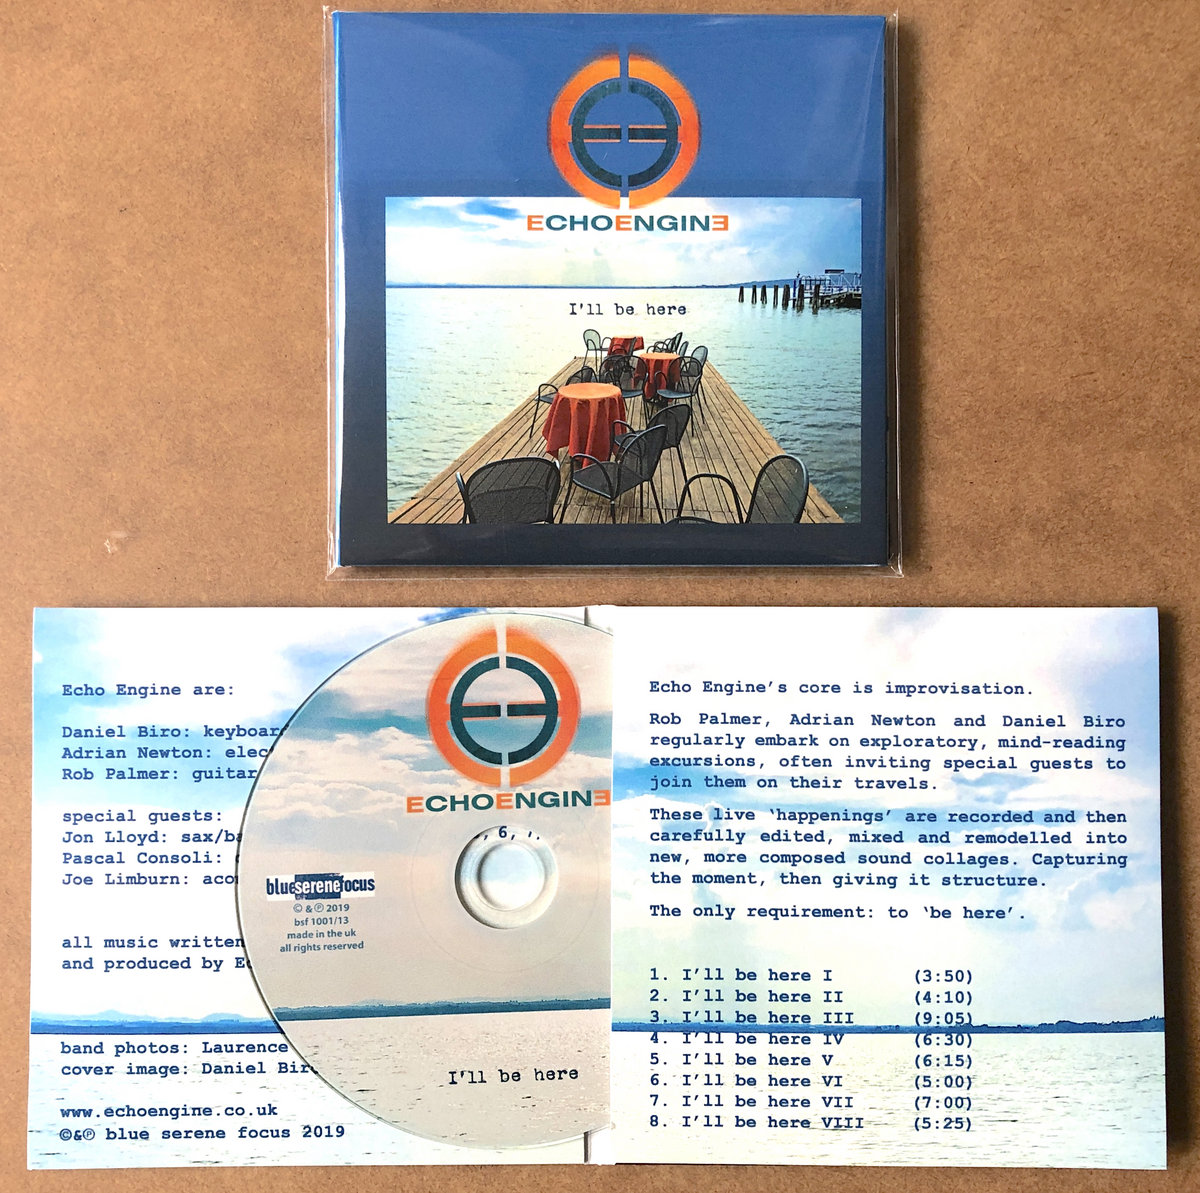 ECHOENGINE
I'll be here
Echo Engine are:
Daniel Biro: keyboar
Adrian Newton: elec
Rob Palmer: guitar
special guests:
Jon Lloyd: sax/ba
Pascal Consoli:
Joe Limburn: aco
all music written
and produced by Ec
band photos: Laurence
cover image: Daniel Bir
www.echoengine.co.uk
©&℗ blue serene focus 2019
ECHOENGINE
, 6, 7.
blueserenefocus
© & ℗ 2019
bsf 1001/13
made in the uk
all rights reserved
I'll be here
Echo Engine's core is improvisation.
Rob Palmer, Adrian Newton and Daniel Biro
regularly embark on exploratory, mind-reading
excursions, often inviting special guests to
join them on their travels.
These live 'happenings' are recorded and then
carefully edited, mixed and remodelled into
new, more composed sound collages. Capturing
the moment, then giving it structure.
The only requirement: to 'be here'.
1. I'll be here I (3:50)
2. I'll be here II (4:10)
3. I'll be here III (9:05)
4. I'll be here IV (6:30)
5. I'll be here V (6:15)
6. I'll be here VI (5:00)
7. I'll be here VII (7:00)
8. I'll be here VIII (5:25)